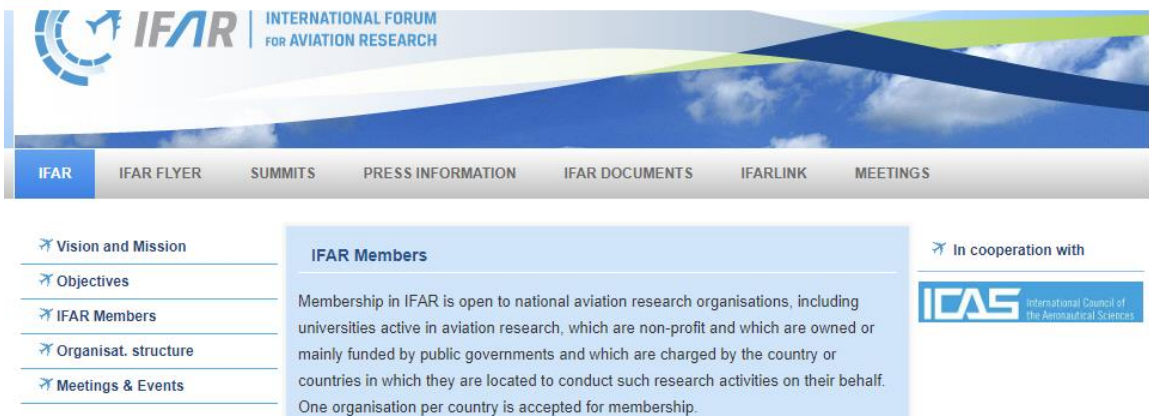 IFAR
INTERNATIONAL FORUM
FOR AVIATION RESEARCH
IFAR IFAR FLYER SUMMITS PRESS INFORMATION IFAR DOCUMENTS IFARLINK MEETINGS
Vision and Mission
Objectives
IFAR Members
Organisat. structure
Meetings & Events
IFAR Members
Membership in IFAR is open to national aviation research organisations, including
universities active in aviation research, which are non-profit and which are owned or
mainly funded by public governments and which are charged by the country or
countries in which they are located to conduct such research activities on their behalf.
One organisation per country is accepted for membership.
In cooperation with
ICAS
International Council of
the Aeronautical Sciences